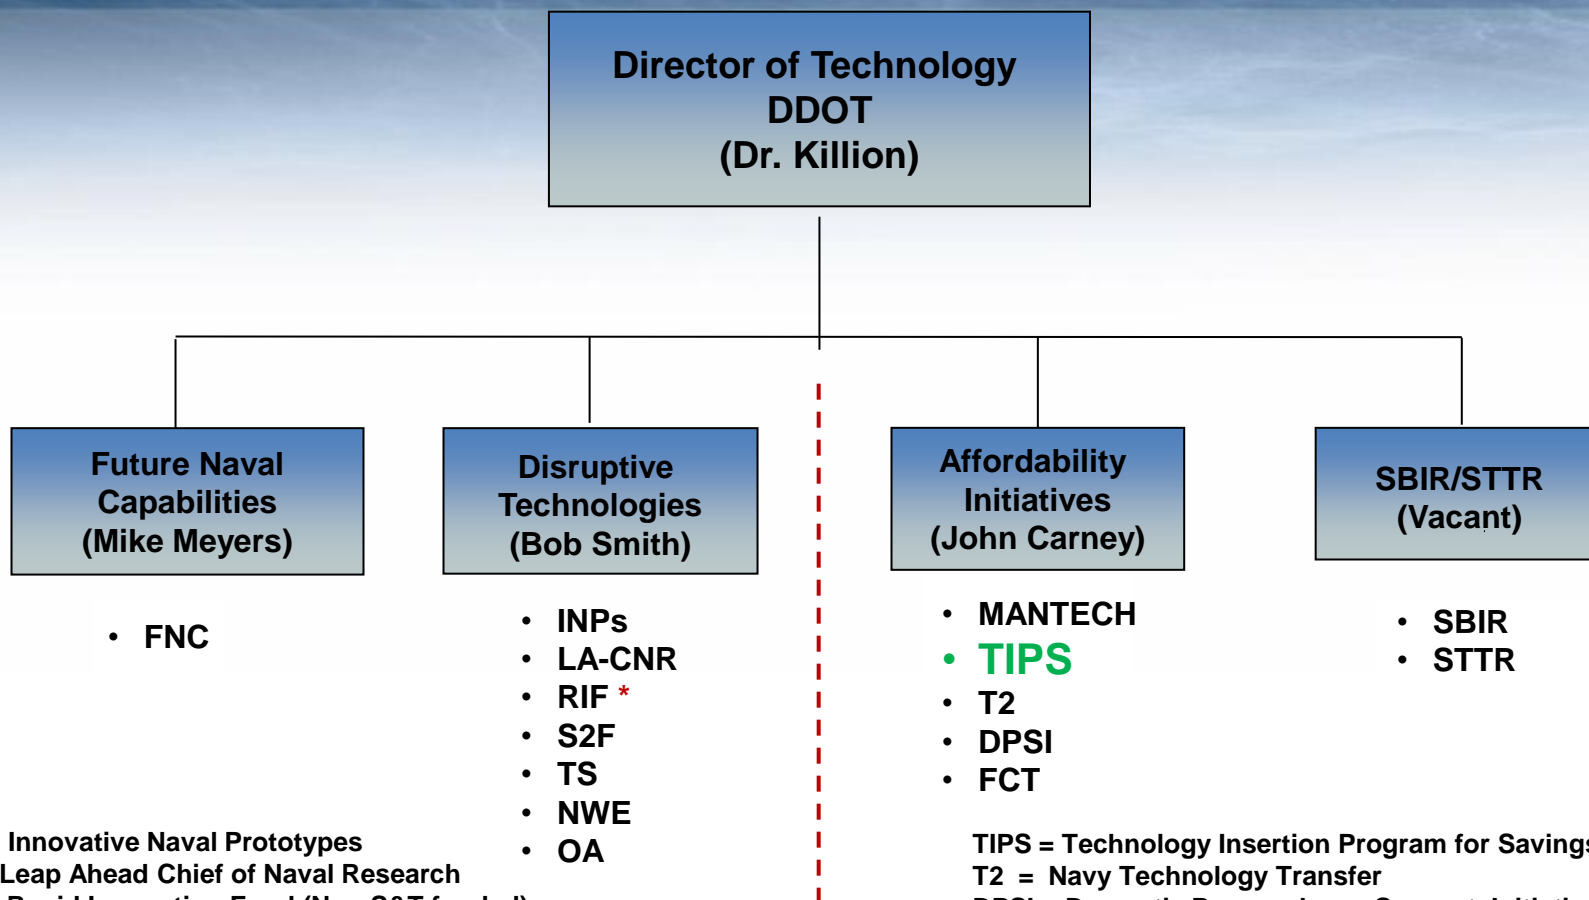 Director of Technology
DDOT
(Dr. Killion)
Future Naval
Capabilities
(Mike Meyers)
• FNC
Disruptive
Technologies
(Bob Smith)
• INPs
• LA-CNR
• RIF *
• S2F
• TS
• NWE
• OA
Affordability
Initiatives
(John Carney)
• MANTECH
• TIPS
• T2
• DPSI
• FCT
SBIR/STTR
(Vacant)
• SBIR
• STTR
Innovative Naval Prototypes
Leap Ahead Chief of Naval Research
TIPS = Technology Insertion Program for Savings
T2 = Navy Technology Transfer